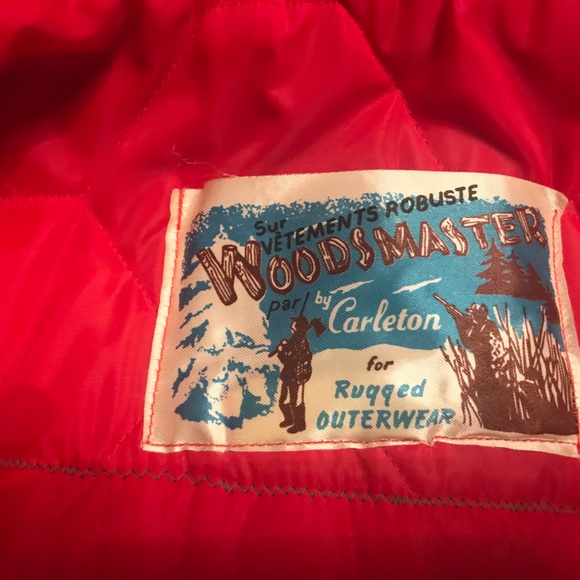 Sur
VÊTEMENTS ROBUSTE
WOODSMASTER
par/by
Carleton
for
Rugged
OUTERWEAR